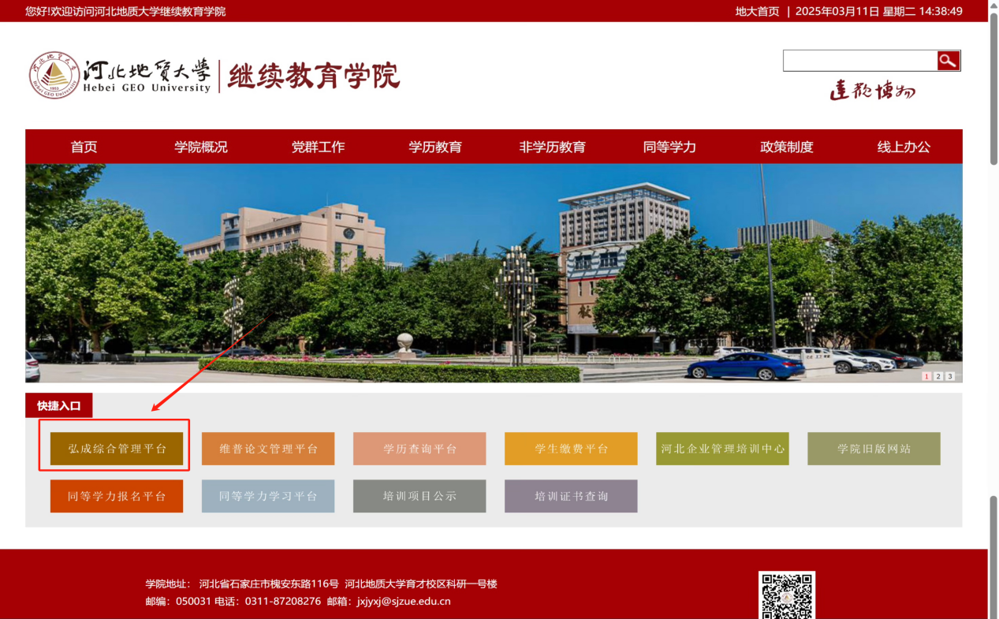 您好!欢迎访问河北地质大学继续教育学院
地大首页 | 2025年03月11日 星期二 14:38:49
河北地质大学
Hebei GEO University
继续教育学院
达观博物
首页 学院概况 党群工作 学历教育 非学历教育 同等学力 政策制度 线上办公
1 2 3
快捷入口
弘成综合管理平台 维普论文管理平台 学历查询平台 学生缴费平台 河北企业管理培训中心 学院旧版网站
同等学力报名平台 同等学力学习平台 培训项目公示 培训证书查询
学院地址： 河北省石家庄市槐安东路116号 河北地质大学育才校区科研一号楼
邮编：050031 电话：0311-87208276 邮箱：jxjyxj@sjzue.edu.cn